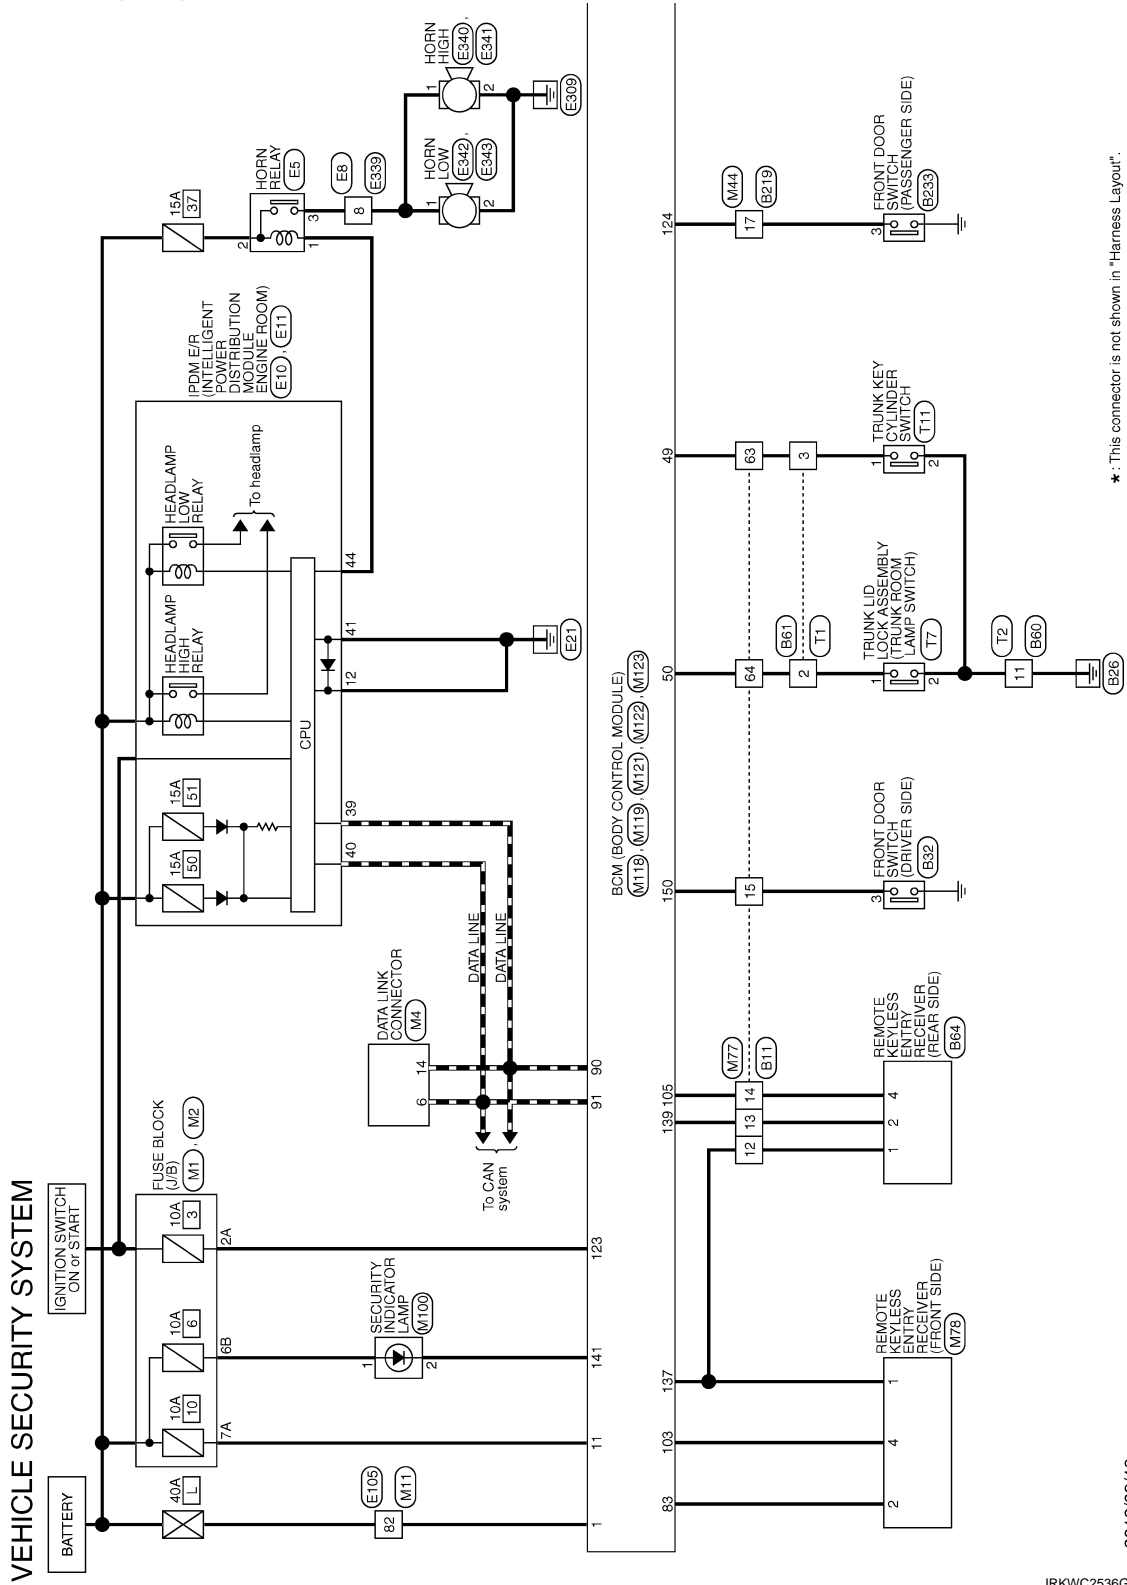 VEHICLE SECURITY SYSTEM
BATTERY
IGNITION SWITCH
ON or START
40A
L
10A
10
10A
6
10A
3
FUSE BLOCK
(J/B)
M1 , M2
7A
6B
2A
E105
82
M11
SECURITY
INDICATOR
LAMP
M100
1
2
DATA LINK
CONNECTOR
M4
6
14
DATA LINE
DATA LINE
To CAN
system
15A
50
15A
51
HEADLAMP
HIGH
RELAY
HEADLAMP
LOW
RELAY
To headlamp
CPU
IPDM E/R
(INTELLIGENT
POWER
DISTRIBUTION
MODULE
ENGINE ROOM)
E10 , E11
40
39
12
41
44
E21
15A
37
HORN
RELAY
E5
2
1
3
E8
8
E339
HORN
LOW
E342 ,
E343
1
2
HORN
HIGH
E340 ,
E341
1
2
E309
1
11
141
123
91
90
BCM (BODY CONTROL MODULE)
M118 , M119 , M121 , M122 , M123
83
103
137
139
105
150
50
49
124
REMOTE
KEYLESS
ENTRY
RECEIVER
(FRONT SIDE)
M78
2
4
1
M77
B11
12
13
14
15
64
63
REMOTE
KEYLESS
ENTRY
RECEIVER
(REAR SIDE)
B64
1
2
4
FRONT DOOR
SWITCH
(DRIVER SIDE)
B32
3
B61
T1
2
3
TRUNK LID
LOCK ASSEMBLY
(TRUNK ROOM
LAMP SWITCH)
T7
1
2
T2
11
B60
B26
TRUNK KEY
CYLINDER
SWITCH
T11
1
2
M44
17
B219
FRONT DOOR
SWITCH
(PASSENGER SIDE)
B233
3
* : This connector is not shown in "Harness Layout".